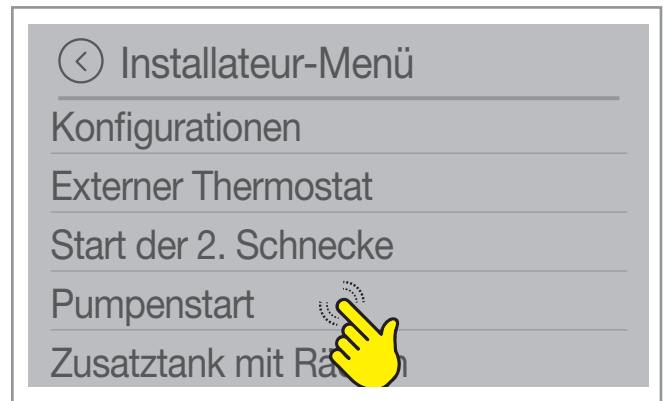 Installateur-Menü
Konfigurationen
Externer Thermostat
Start der 2. Schnecke
Pumpenstart
Zusatztank mit